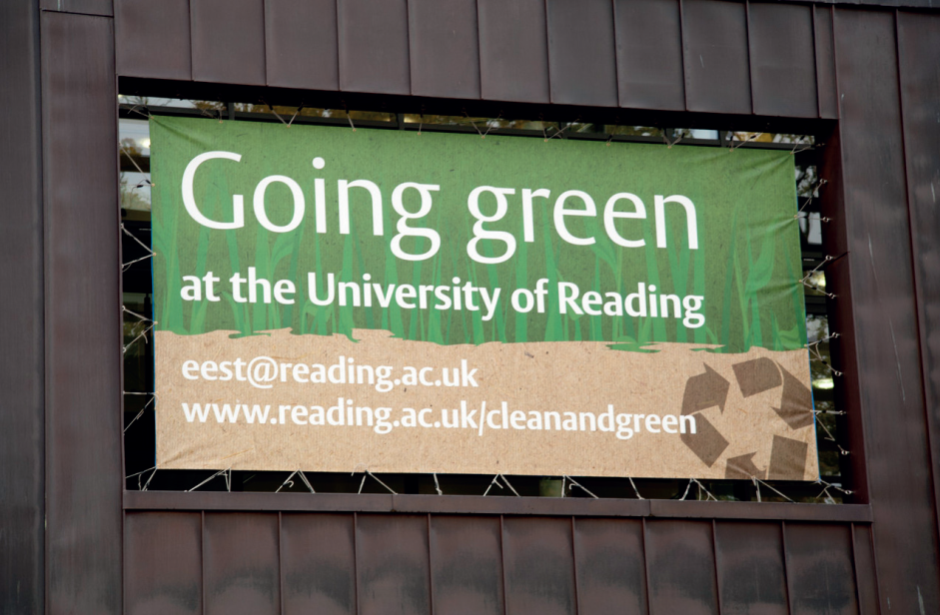 Going green
at the University of Reading
eest@reading.ac.uk
www.reading.ac.uk/cleanandgreen